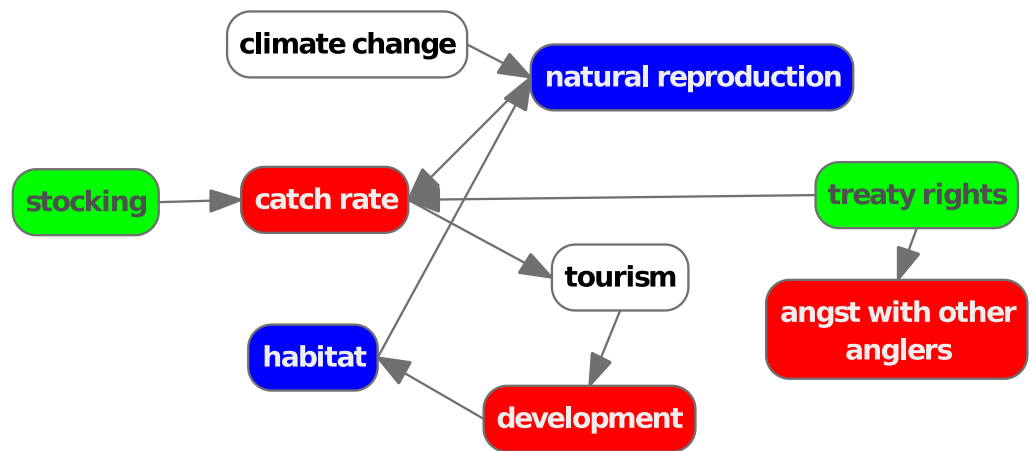 climate change
natural reproduction
stocking
catch rate
treaty rights
tourism
angst with other
anglers
habitat
development